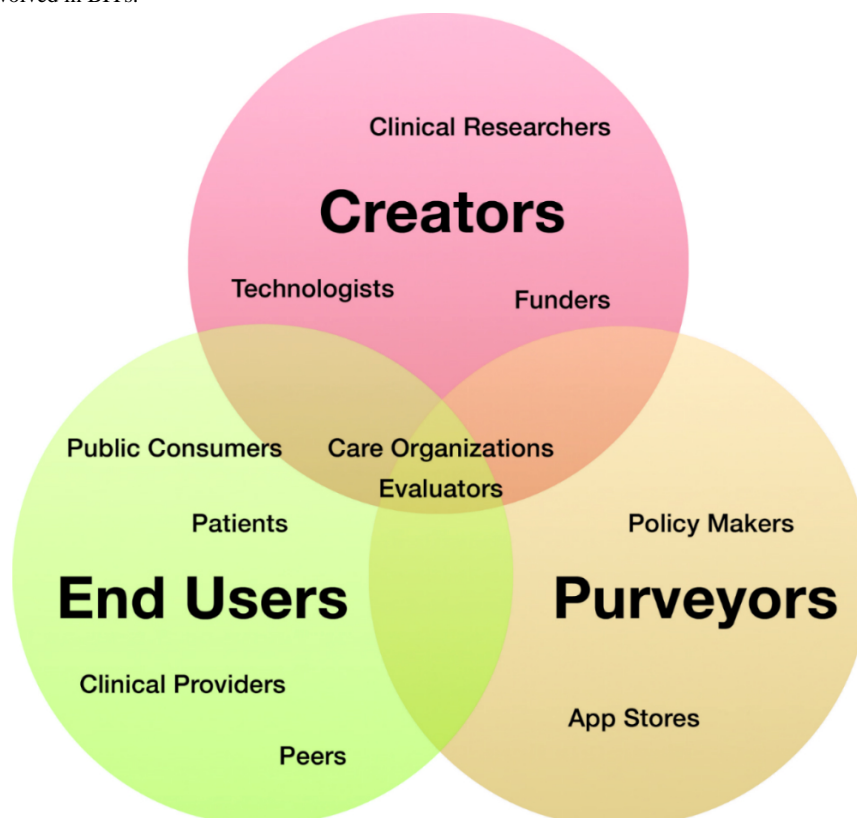 Clinical Researchers
Creators
Technologists
Funders
Public Consumers
Care Organizations
Evaluators
Patients
Policy Makers
End Users
Purveyors
Clinical Providers
App Stores
Peers